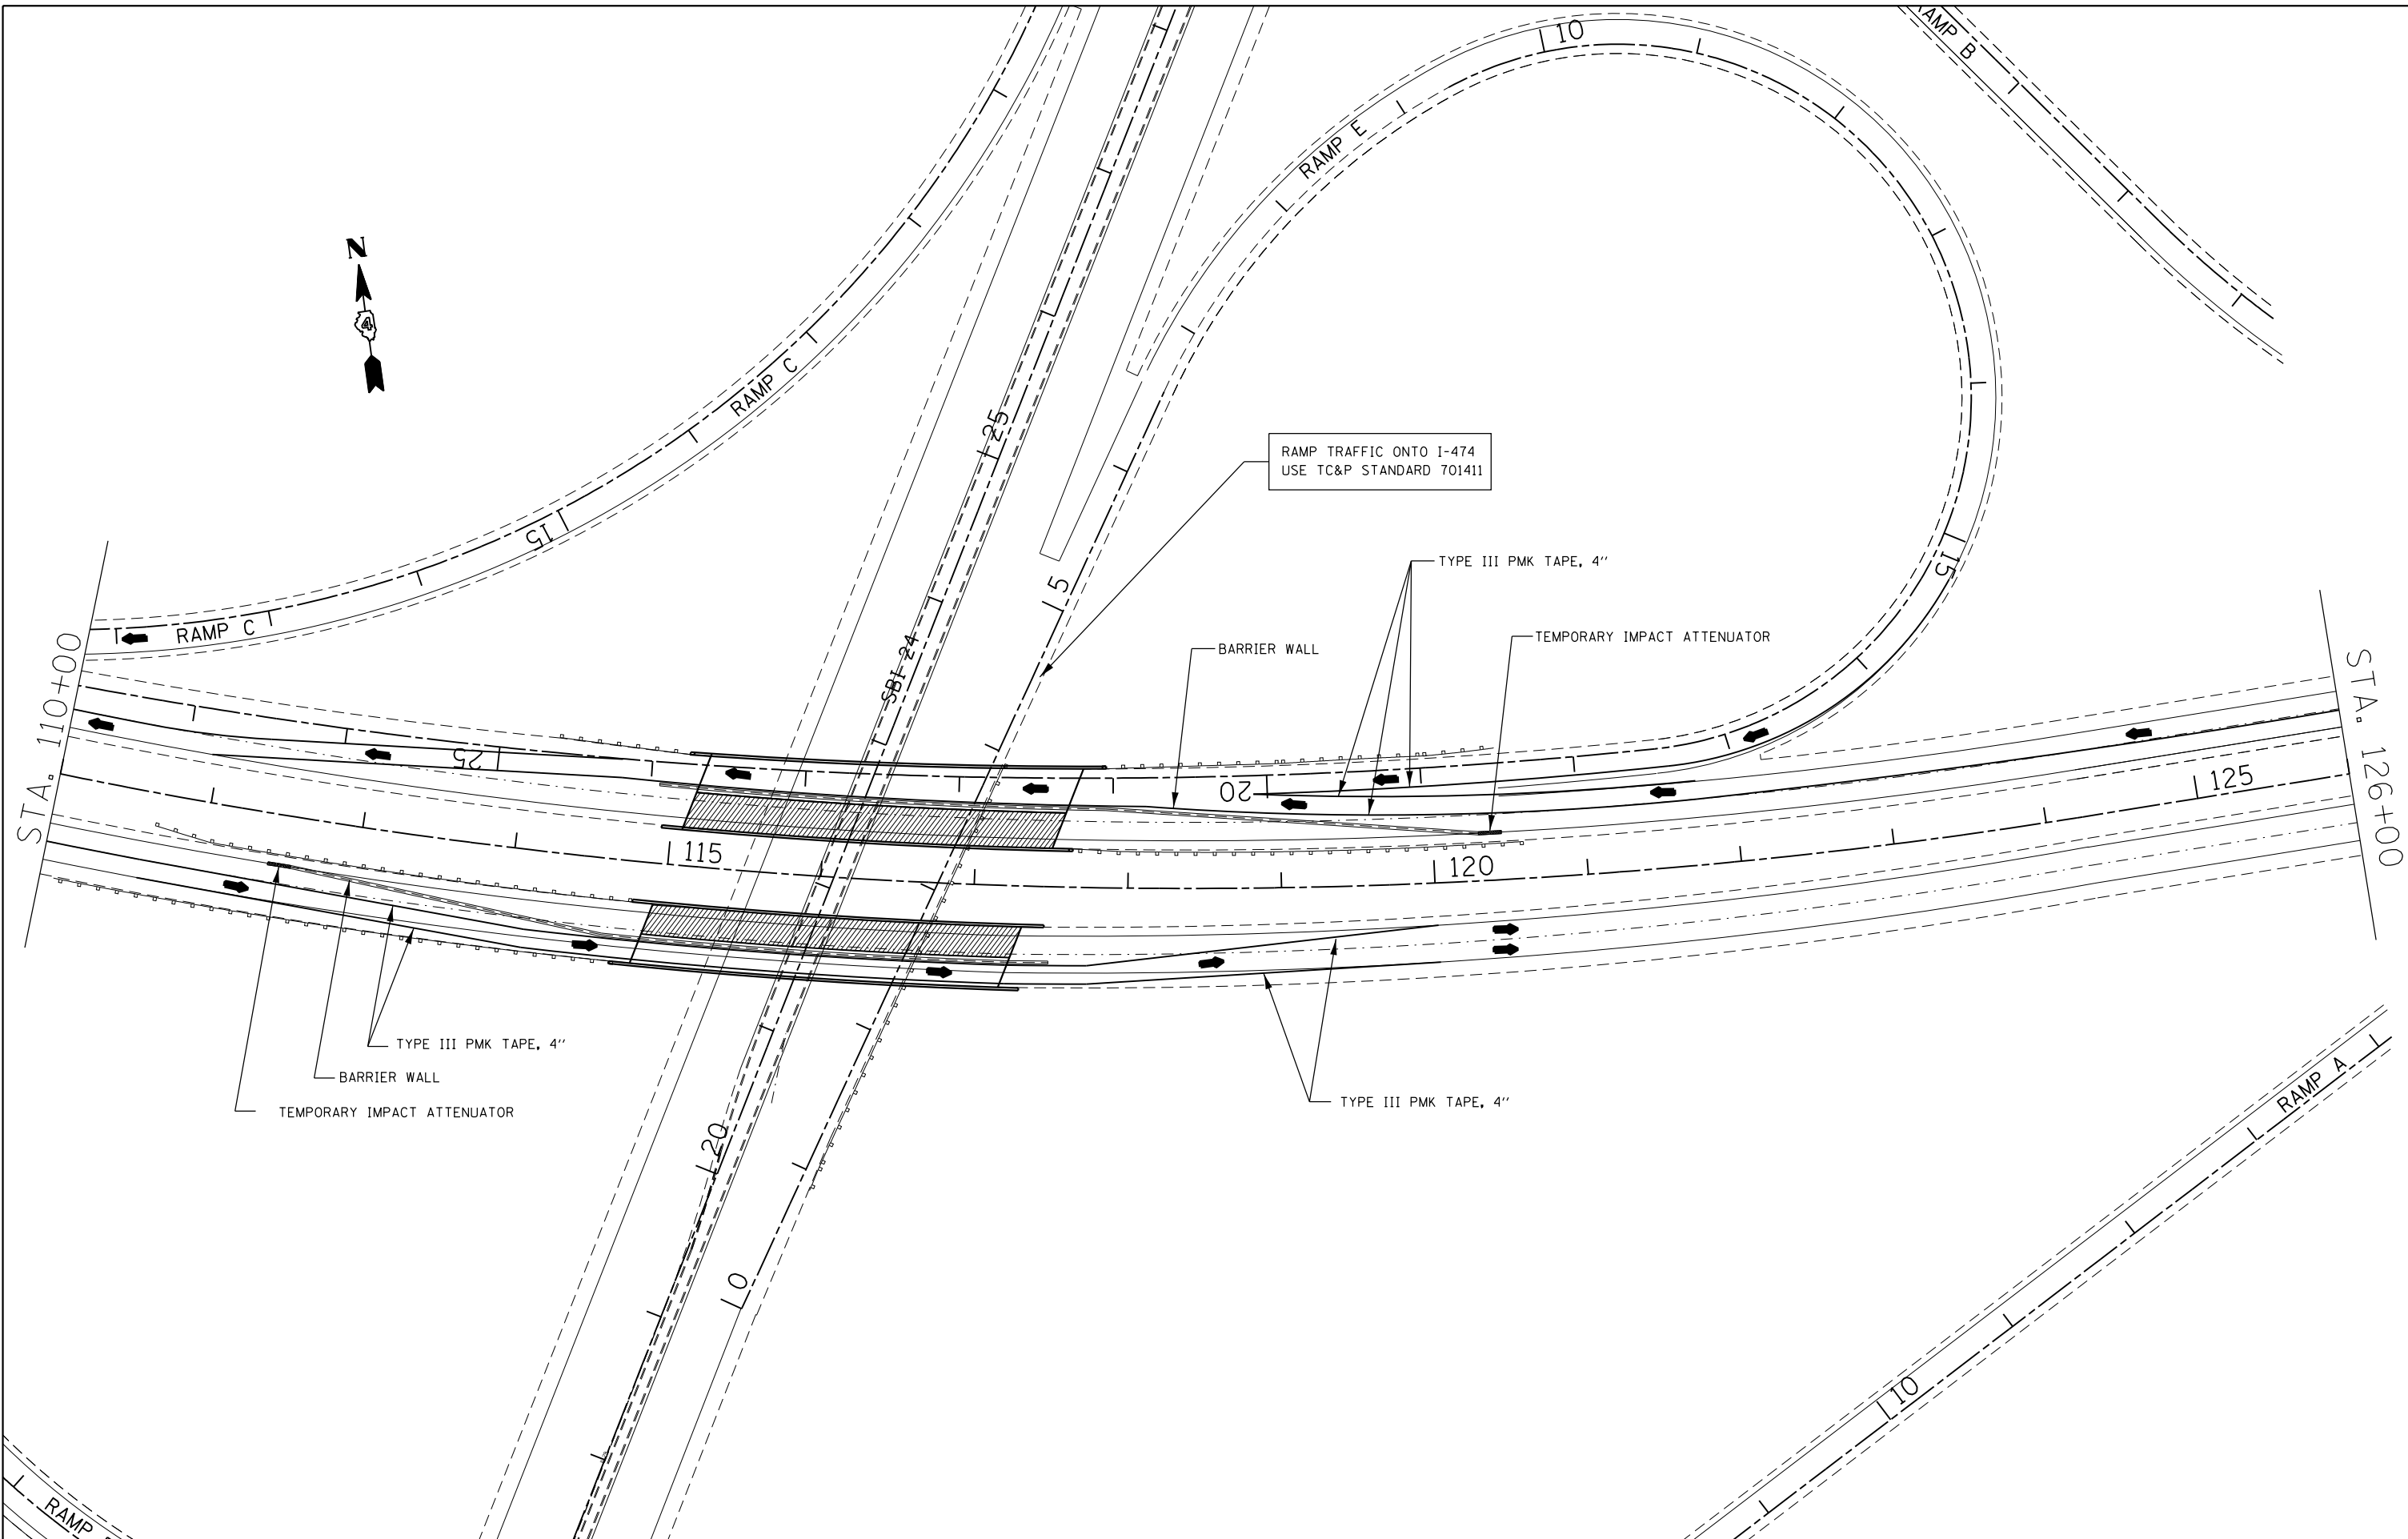 RAMP B
10
RAMP E
N
4
RAMP C
25
RAMP TRAFFIC ONTO I-474
USE TC&P STANDARD 701411
15
5
TYPE III PMK TAPE, 4"
15
RAMP C
TEMPORARY IMPACT ATTENUATOR
BARRIER WALL
SBI 24
STA. 110+00
STA. 126+00
25
20
125
115
120
TYPE III PMK TAPE, 4"
BARRIER WALL
TEMPORARY IMPACT ATTENUATOR
TYPE III PMK TAPE, 4"
RAMP A
20
0
10
RAMP